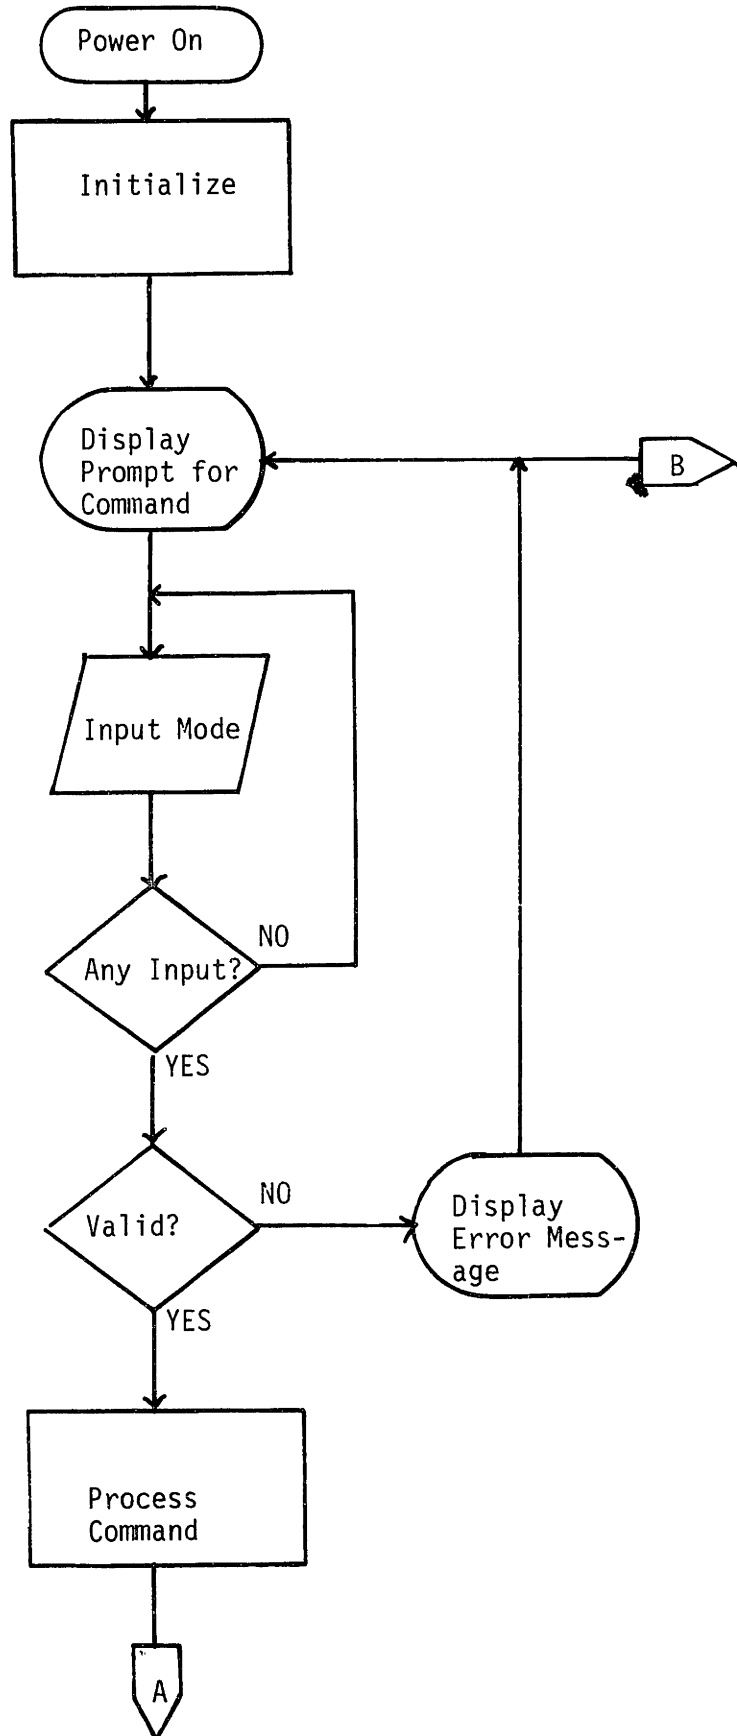 Power On
Initialize
Display
Prompt for
Command
B
Input Mode
NO
Any Input?
YES
NO
Valid?
Display
Error Mess-
age
YES
Process
Command
A